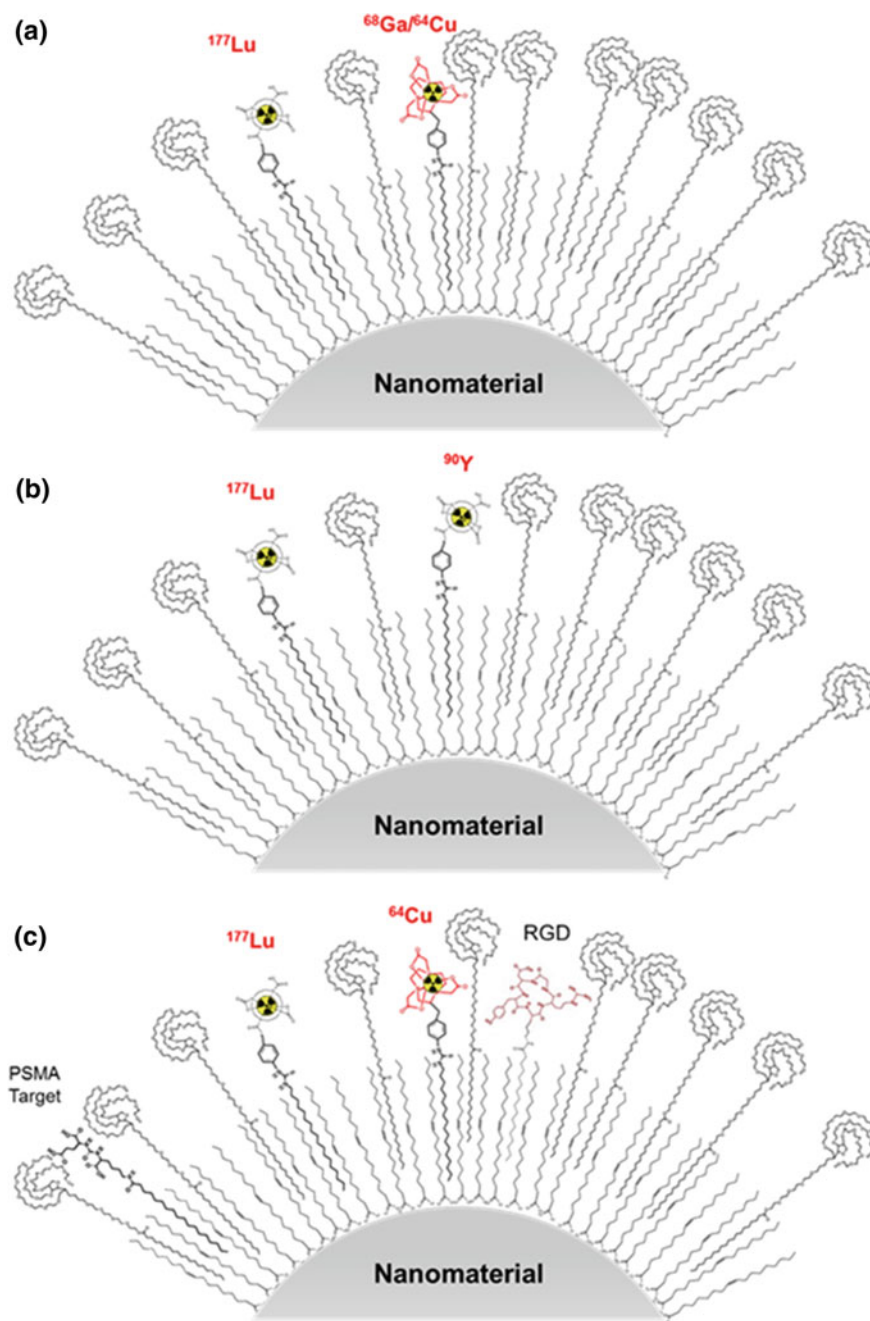 (a)
¹⁷⁷Lu
⁶⁸Ga/⁶⁴Cu
Nanomaterial
(b)
¹⁷⁷Lu
⁹⁰Y
Nanomaterial
(c)
¹⁷⁷Lu
⁶⁴Cu
RGD
PSMA
Target
Nanomaterial